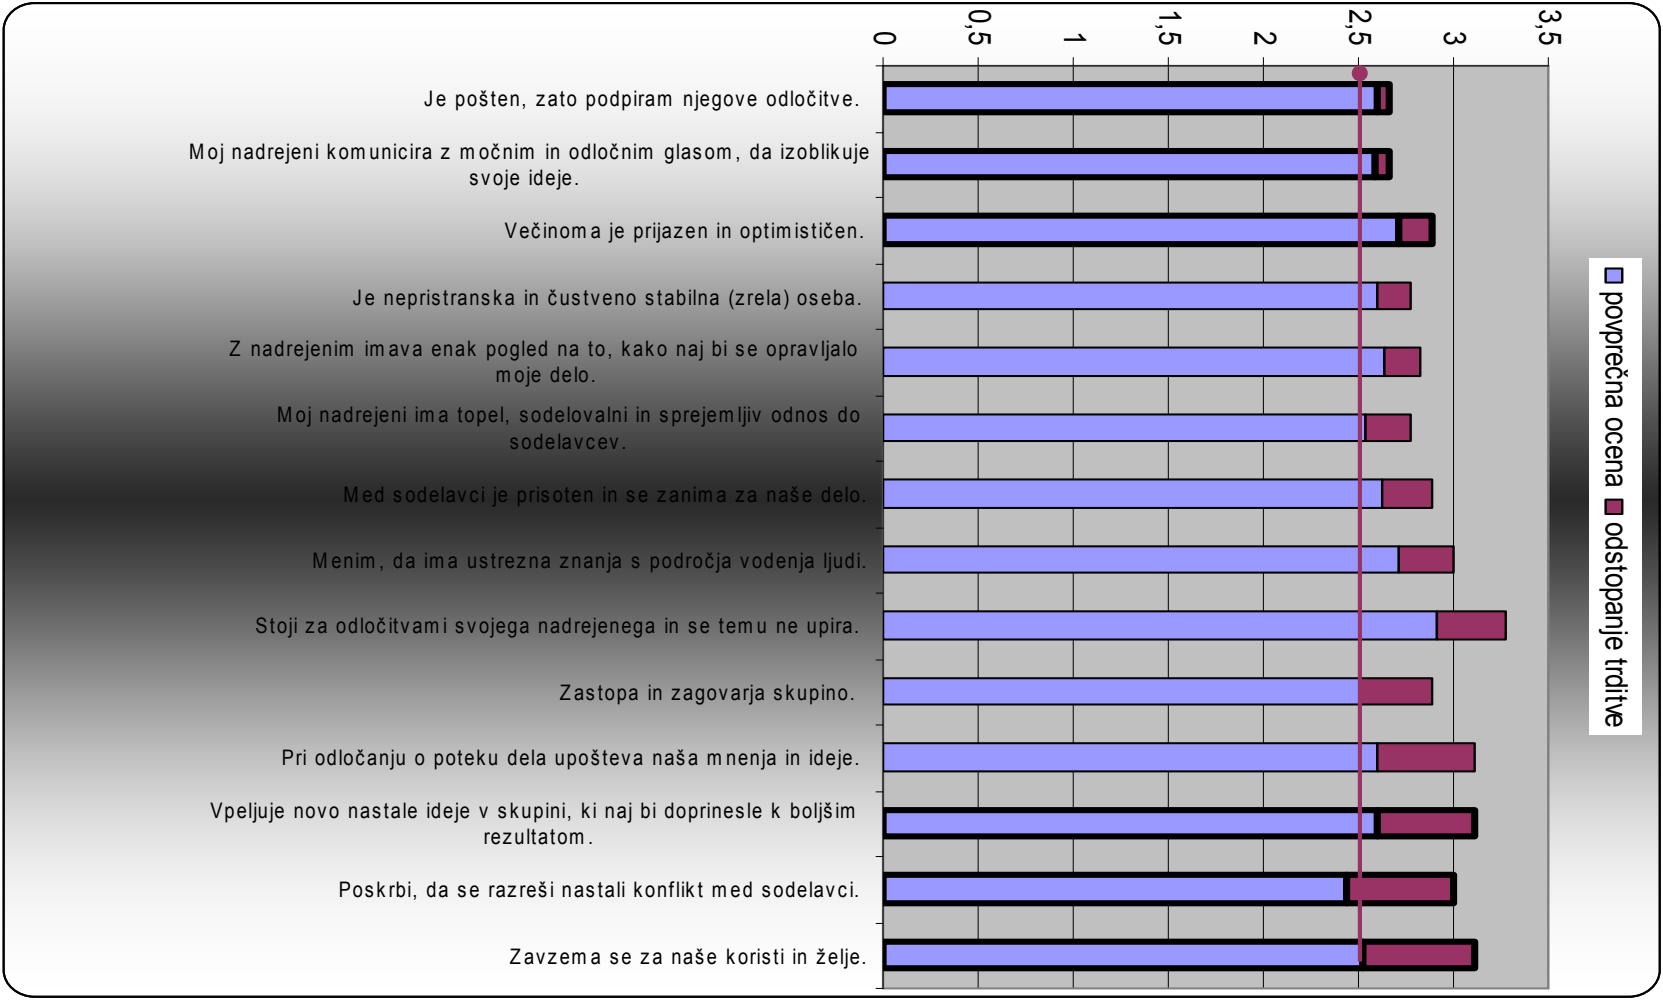 0
0,5
1
1,5
2
2,5
3
3,5
Je pošten, zato podpiram njegove odločitve.
Moj nadrejeni komunicira z močnim in odločnim glasom, da izoblikuje
svoje ideje.
Večinoma je prijazen in optimističen.
Je nepristranska in čustveno stabilna (zrela) oseba.
Z nadrejenim imava enak pogled na to, kako naj bi se opravljalo
moje delo.
Moj nadrejeni ima topel, sodelovalni in sprejemljiv odnos do
sodelavcev.
Med sodelavci je prisoten in se zanima za naše delo.
Menim, da ima ustrezna znanja s področja vodenja ljudi.
Stoji za odločitvami svojega nadrejenega in se temu ne upira.
Zastopa in zagovarja skupino.
Pri odločanju o poteku dela upošteva naša mnenja in ideje.
Vpeljuje novo nastale ideje v skupini, ki naj bi doprinesle k boljšim
rezultatom.
Poskrbi, da se razreši nastali konflikt med sodelavci.
Zavzema se za naše koristi in želje.
povprečna ocena
odstopanje trditve